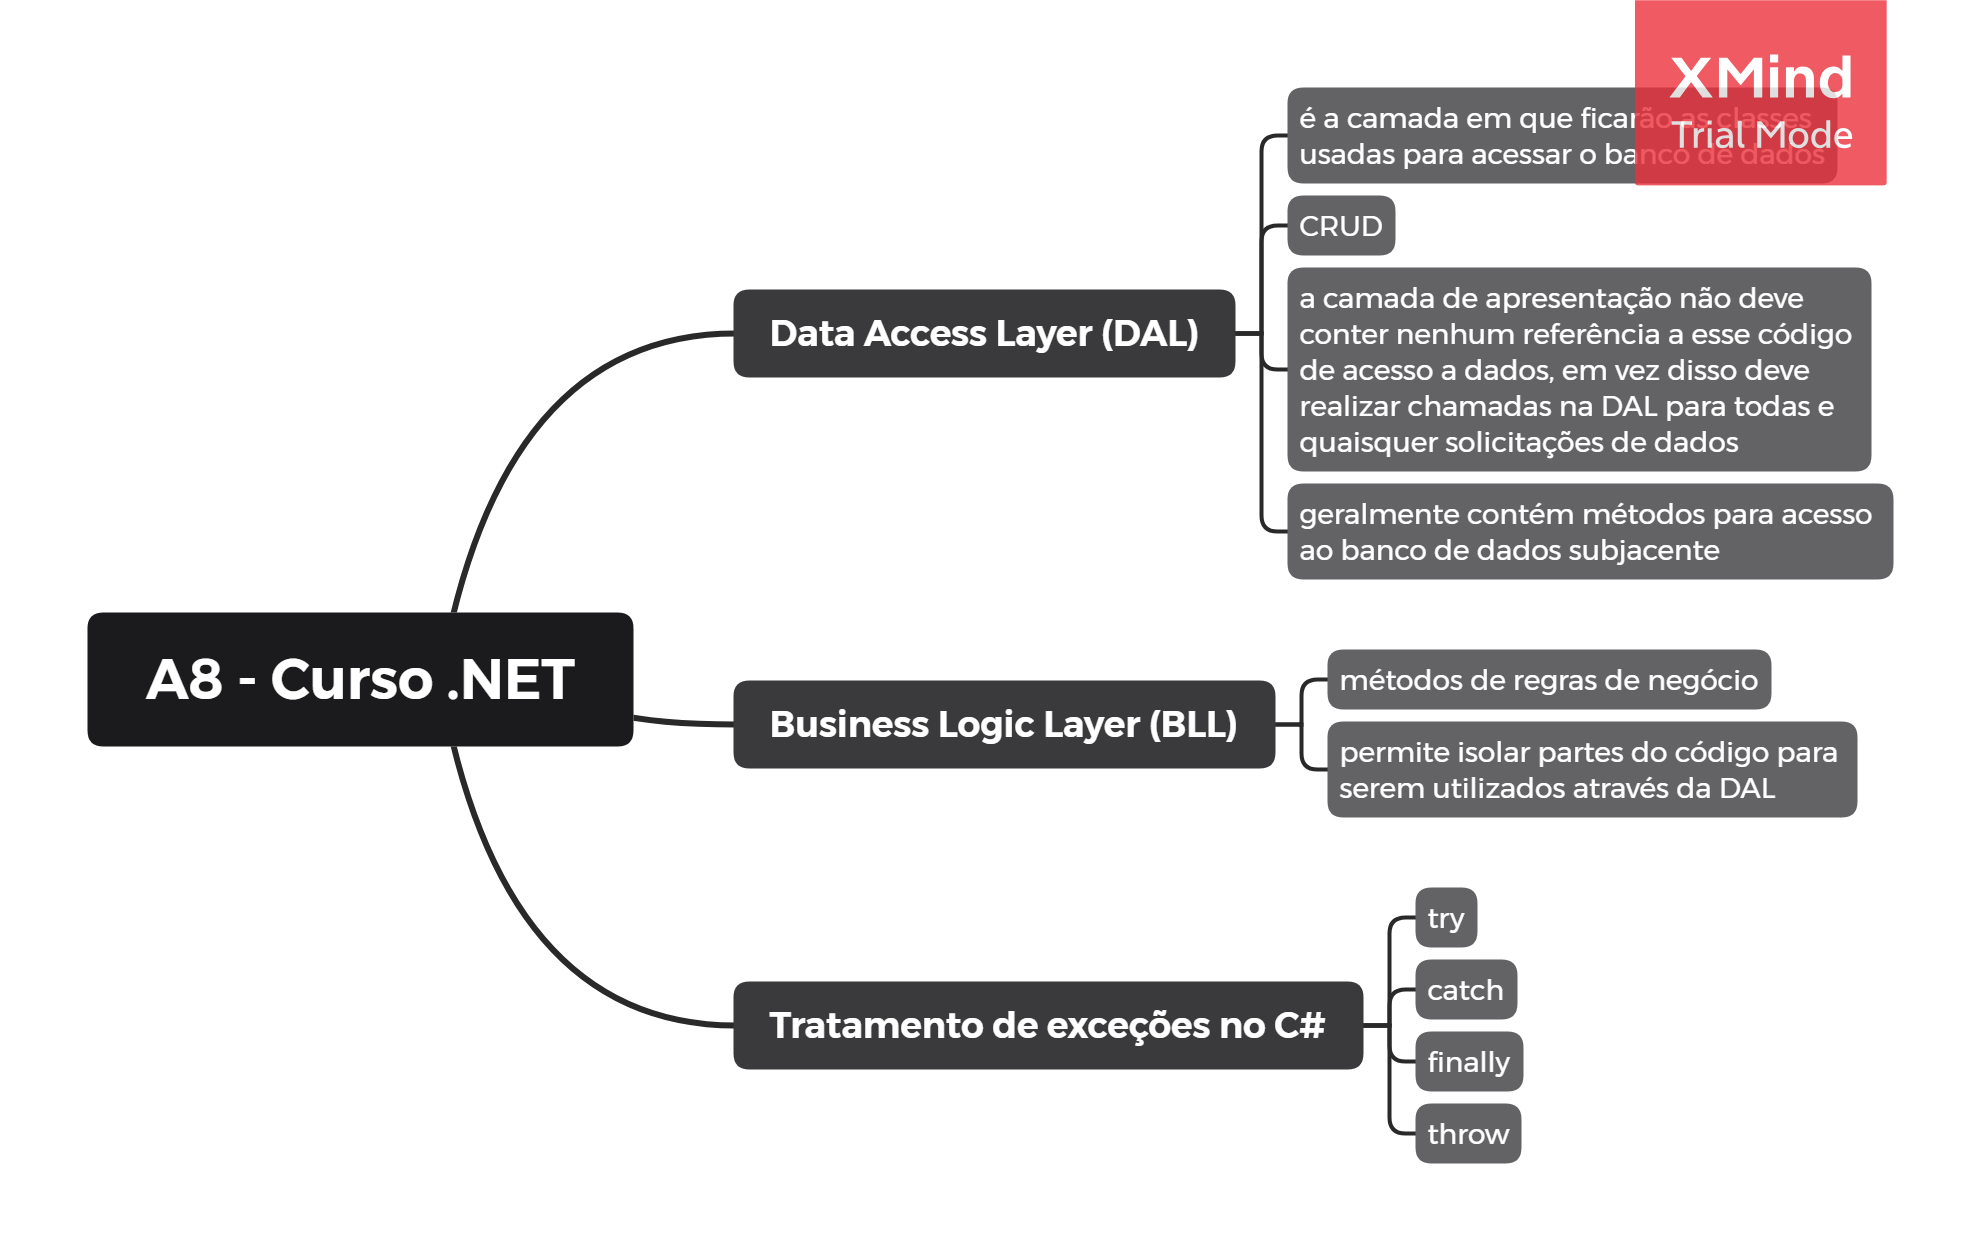 XMind
Trial Mode
é a camada em que ficarão as classes
usadas para acessar o banco de dados
CRUD
Data Access Layer (DAL)
a camada de apresentação não deve
conter nenhum referência a esse código
de acesso a dados, em vez disso deve
realizar chamadas na DAL para todas e
quaisquer solicitações de dados
geralmente contém métodos para acesso
ao banco de dados subjacente
A8 - Curso .NET
Business Logic Layer (BLL)
métodos de regras de negócio
permite isolar partes do código para
serem utilizados através da DAL
Tratamento de exceções no C#
try
catch
finally
throw